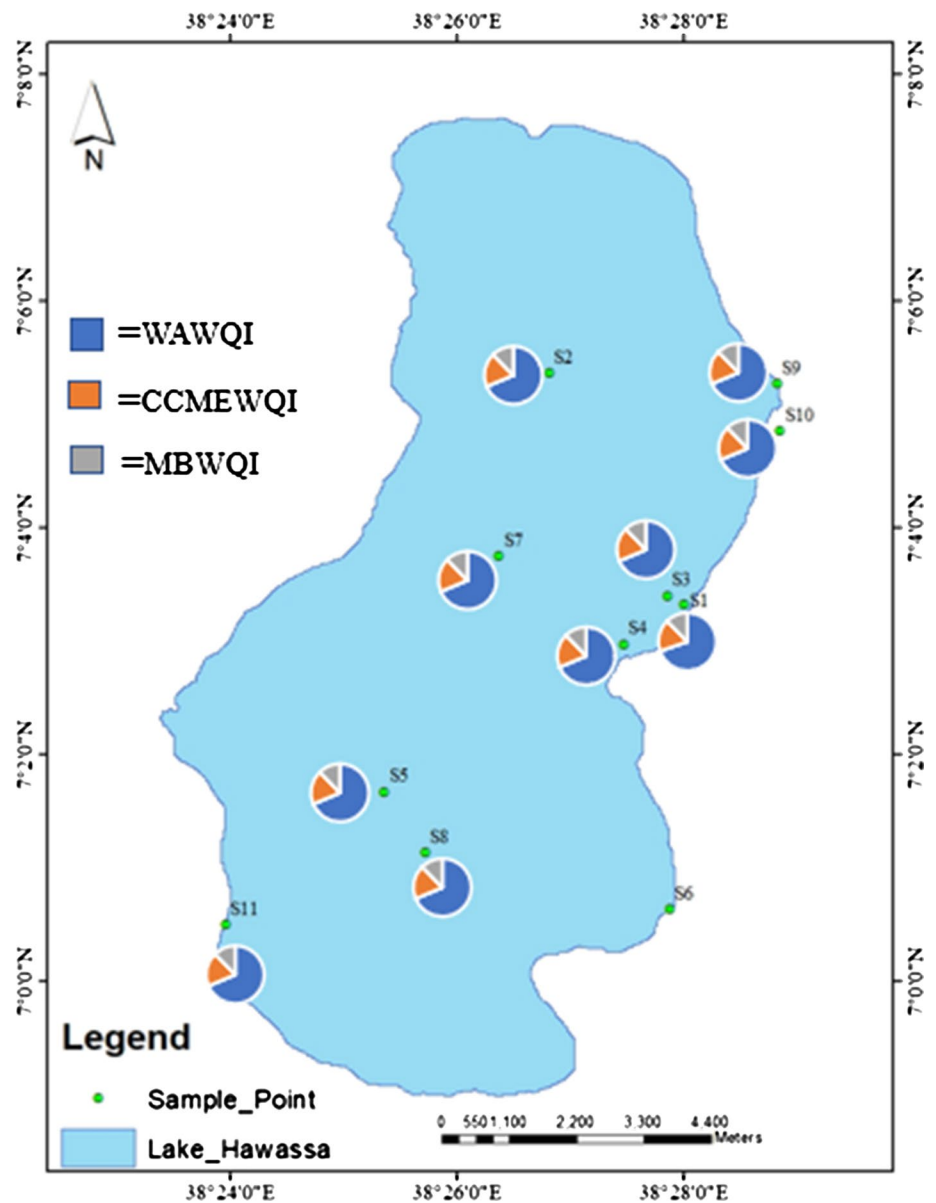 38°24'0"E 38°26'0"E 38°28'0"E
7°8'0"N 7°8'0"N
N
7°6'0"N 7°6'0"N
=WAWQI
=CCMEWQI
=MBWQI
S2
S9
S10
7°4'0"N 7°4'0"N
S7
S3
S1
S4
7°2'0"N 7°2'0"N
S5
S8
S6
S11
7°0'0"N 7°0'0"N
Legend
Sample_Point
Lake_Hawassa
0 550 1,100 2,200 3,300 4,400
Meters
38°24'0"E 38°26'0"E 38°28'0"E